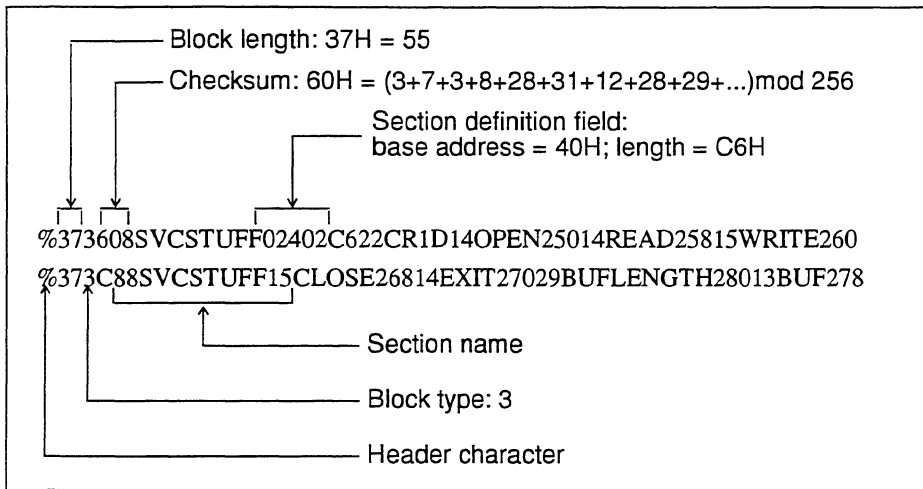 Block length: 37H = 55
Checksum: 60H = (3+7+3+8+28+31+12+28+29+...)mod 256
Section definition field:
base address = 40H; length = C6H
%373608SVCSTUFF02402C622CR1D14OPEN25014READ25815WRITE260
%373C88SVCSTUFF15CLOSE26814EXIT27029BUFLENGTH28013BUF278
Section name
Block type: 3
Header character